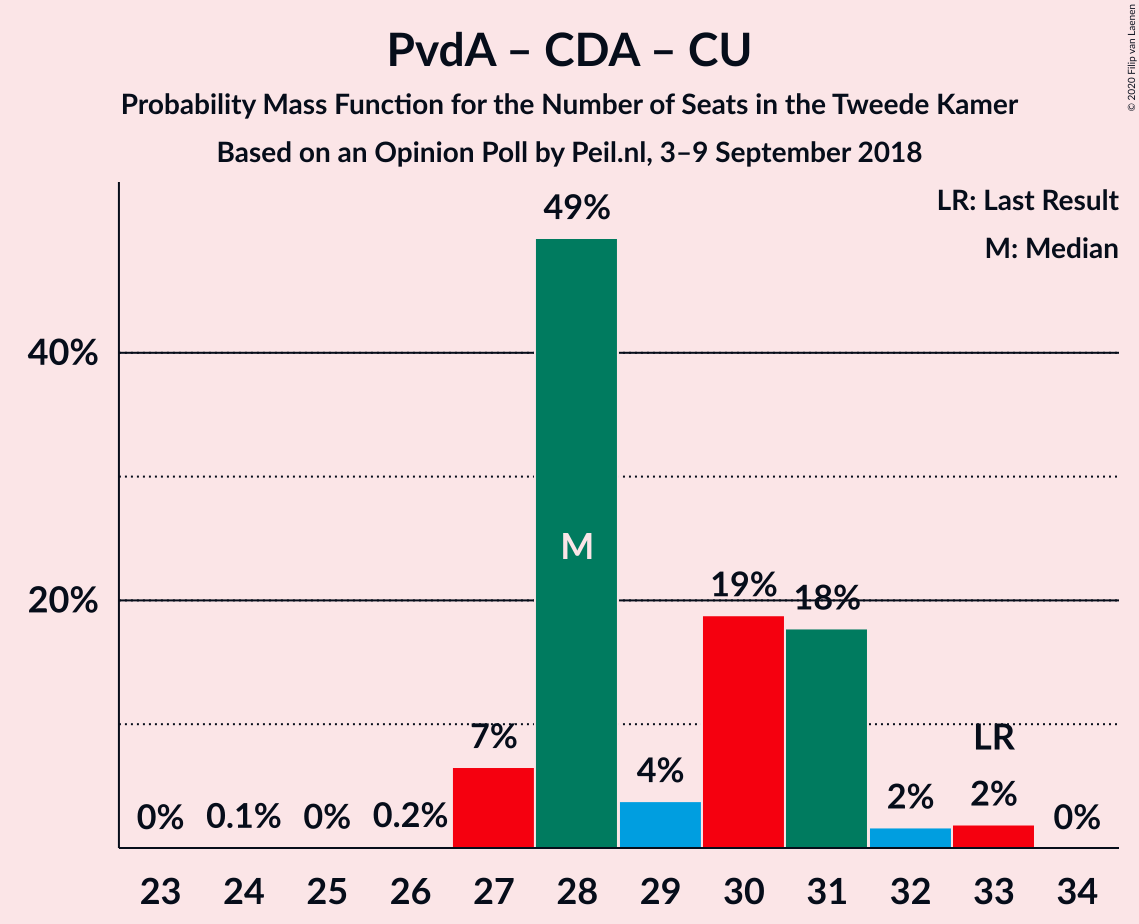 PvdA – CDA – CU
Probability Mass Function for the Number of Seats in the Tweede Kamer
Based on an Opinion Poll by Peil.nl, 3–9 September 2018
© 2020 Filip van Laenen
LR: Last Result
M: Median
40%
20%
0%
0.1%
0%
0.2%
7%
49%
M
4%
19%
18%
2%
LR
2%
0%
23 24 25 26 27 28 29 30 31 32 33 34